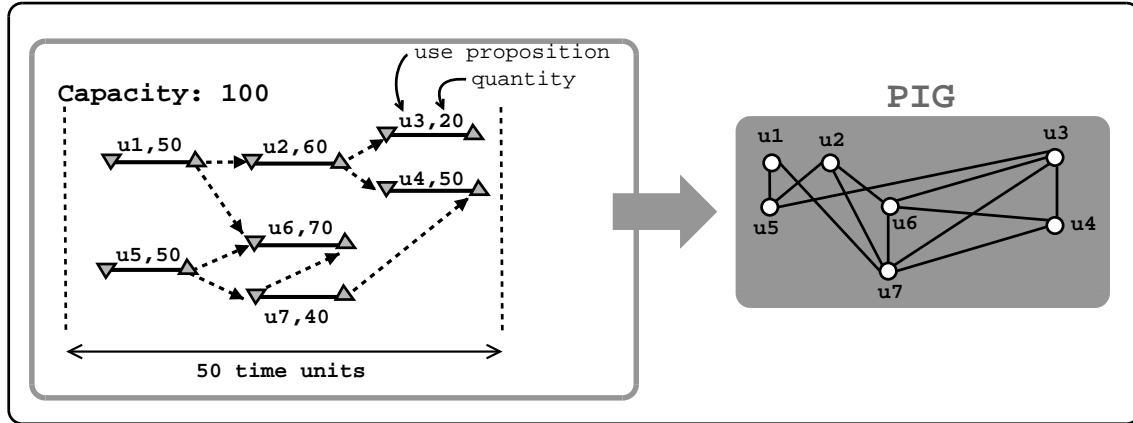 use proposition
quantity
Capacity: 100
u3,20
u1,50
u2,60
u4,50
u6,70
u5,50
u7,40
50 time units
PIG
u1
u2
u3
u5
u6
u4
u7